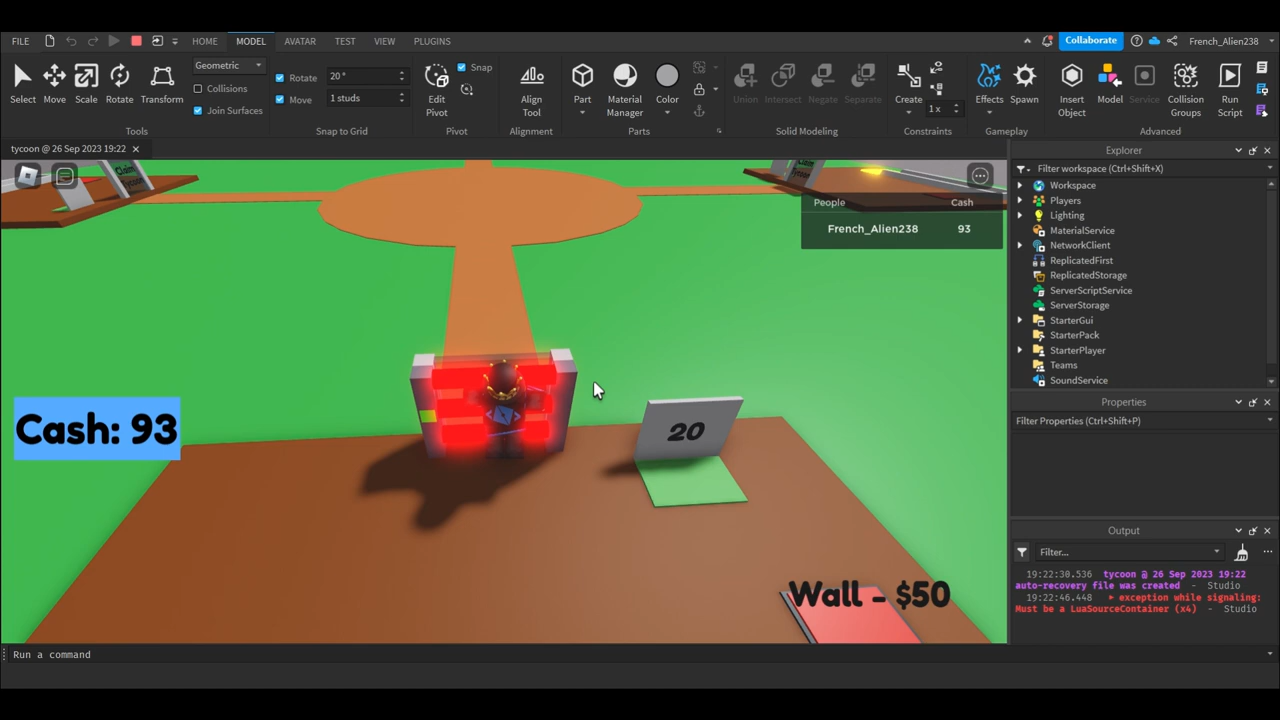 FILE HOME MODEL AVATAR TEST VIEW PLUGINS Collaborate French_Alien238
Select Move Scale Rotate Transform
Geometric
Collisions
Join Surfaces
Tools
Rotate 20 °
Move 1 studs
Snap to Grid
Edit
Pivot
Snap
Pivot
Align
Tool
Alignment
Part Material
Manager Color
Parts
Union Intersect Negate Separate
Solid Modeling
Create
1 x
Constraints
Effects Spawn
Gameplay
Insert
Object
Model
Service
Collision
Groups
Run
Script
Advanced
tycoon @ 26 Sep 2023 19:22
Claim
Tycoon
Claim
People Cash
French_Alien238 93
Cash: 93
20
Wall - $50
Explorer
Filter workspace (Ctrl+Shift+X)
Workspace
Players
Lighting
MaterialService
NetworkClient
ReplicatedFirst
ReplicatedStorage
ServerScriptService
ServerStorage
StarterGui
StarterPack
StarterPlayer
Teams
SoundService
Properties
Filter Properties (Ctrl+Shift+P)
Output
Filter...
19:22:30.536 tycoon @ 26 Sep 2023 19:22
auto-recovery file was created - Studio
19:22:46.448 ▶ exception while signaling:
Must be a LuaSourceContainer (x4) - Studio
Run a command